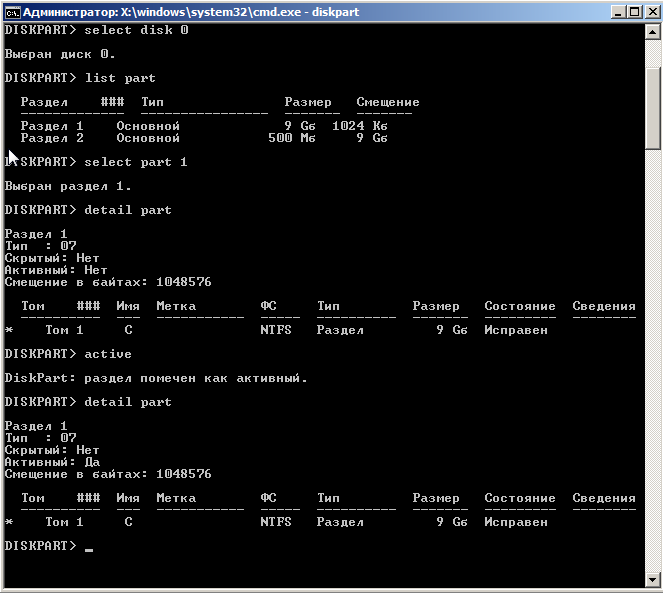 Администратор: X:\windows\system32\cmd.exe - diskpart
DISKPART> select disk 0
Выбран диск 0.
DISKPART> list part
Раздел ### Тип Размер Смещение
------------- ---------------- ------- -------
Раздел 1 Основной 9 Gб 1024 Kб
Раздел 2 Основной 500 Mб 9 Gб
DISKPART> select part 1
Выбран раздел 1.
DISKPART> detail part
Раздел 1
Тип : 07
Скрытый: Нет
Активный: Нет
Смещение в байтах: 1048576
Том ### Имя Метка ФС Тип Размер Состояние Сведения
---------- --- ----------- ----- ---------- ------- --------- --------
* Том 1 C NTFS Раздел 9 Gб Исправен
DISKPART> active
DiskPart: раздел помечен как активный.
DISKPART> detail part
Раздел 1
Тип : 07
Скрытый: Нет
Активный: Да
Смещение в байтах: 1048576
Том ### Имя Метка ФС Тип Размер Состояние Сведения
---------- --- ----------- ----- ---------- ------- --------- --------
* Том 1 C NTFS Раздел 9 Gб Исправен
DISKPART> _